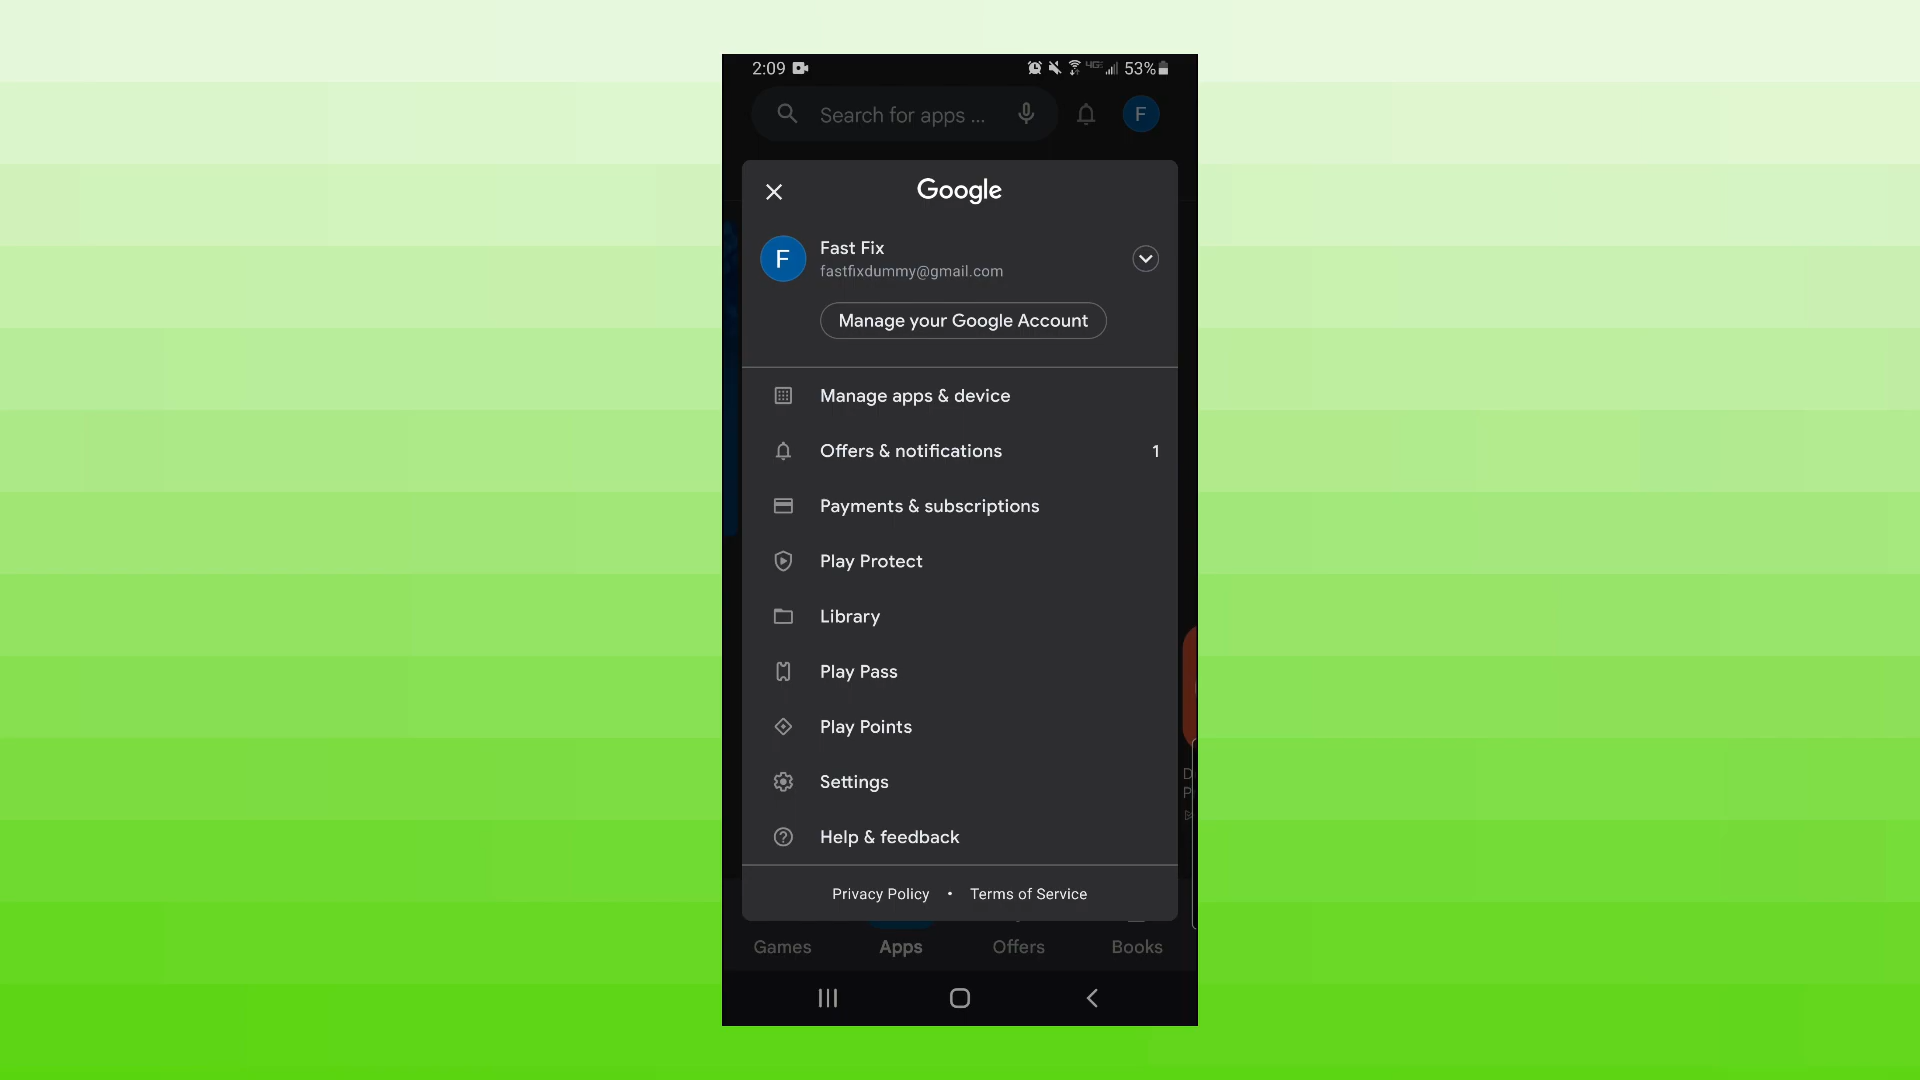 2:09 53%
Search for apps ...
F
Google
F
Fast Fix
fastfixdummy@gmail.com
Manage your Google Account
Manage apps & device
Offers & notifications 1
Payments & subscriptions
Play Protect
Library
Play Pass
Play Points
Settings
Help & feedback
Privacy Policy • Terms of Service
D
P
Games Apps Offers Books